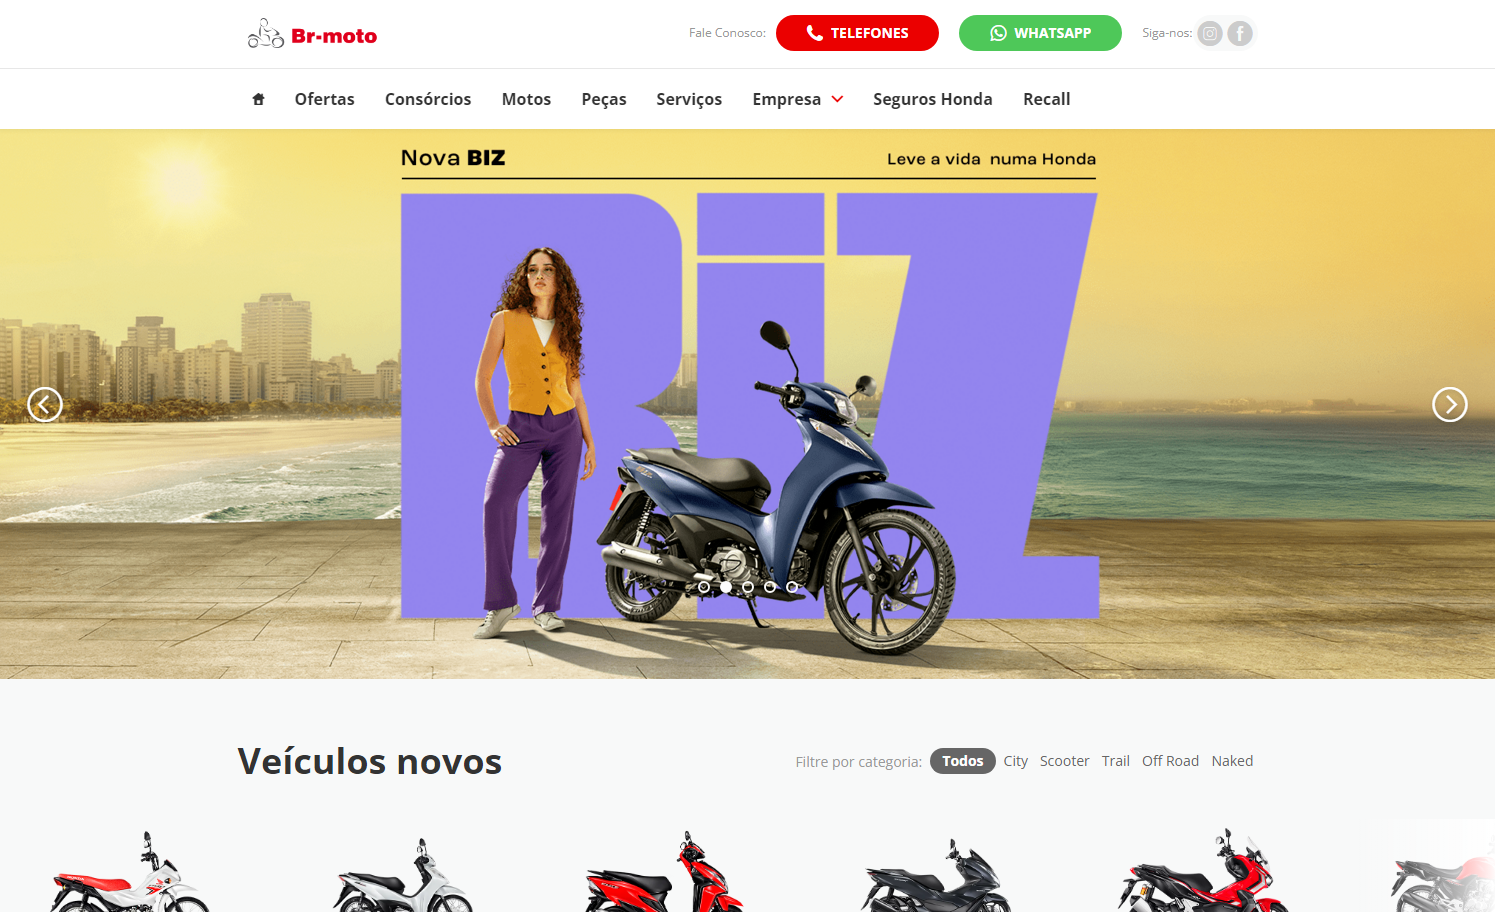 Br-moto
Fale Conosco:
TELEFONES
WHATSAPP
Siga-nos:
Ofertas
Consórcios
Motos
Peças
Serviços
Empresa
Seguros Honda
Recall
Nova BIZ
Leve a vida numa Honda
BiZ
Veículos novos
Filtre por categoria:
Todos
City
Scooter
Trail
Off Road
Naked